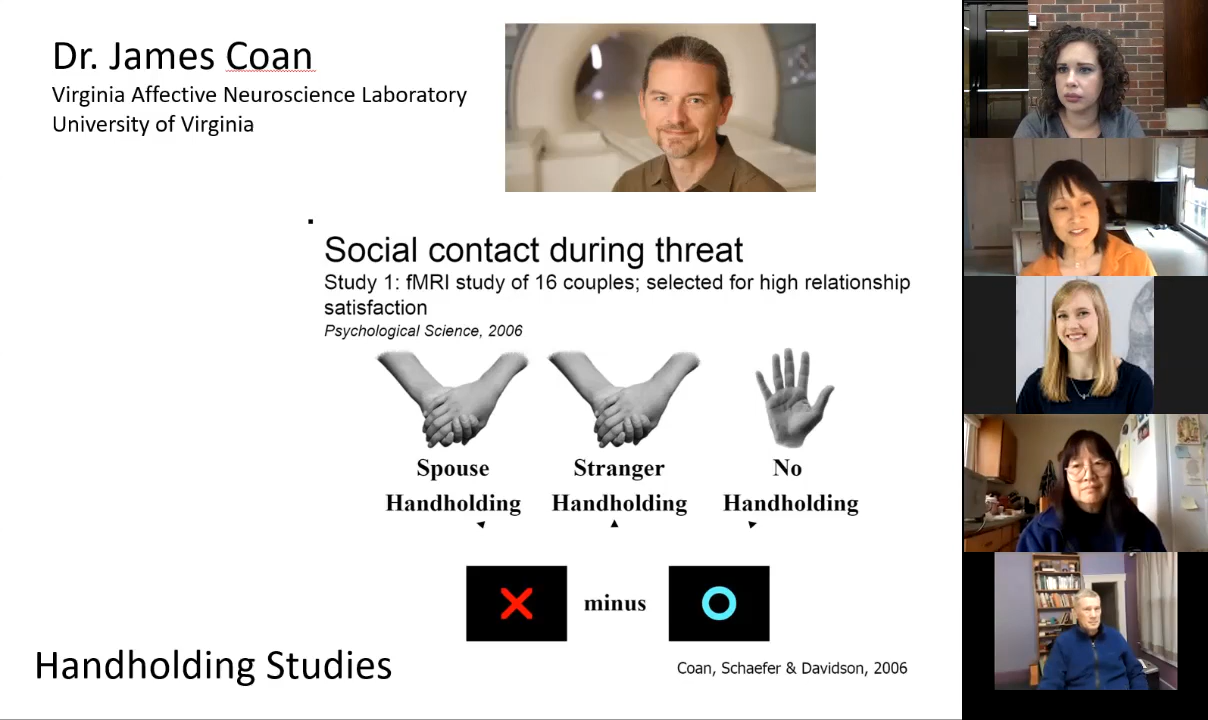 Dr. James Coan
Virginia Affective Neuroscience Laboratory
University of Virginia
Social contact during threat
Study 1: fMRI study of 16 couples; selected for high relationship
satisfaction
Psychological Science, 2006
Spouse
Handholding
Stranger
Handholding
No
Handholding
minus
Handholding Studies
Coan, Schaefer & Davidson, 2006